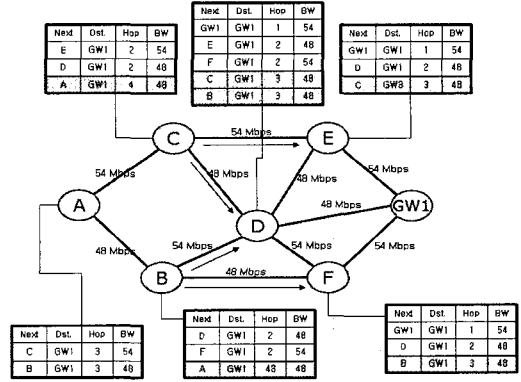 Next Dst. Hop BW
E GW1 2 54
D GW1 2 48
A GW1 4 48
Next Dst. Hop BW
GW1 GW1 1 54
E GW1 2 48
F GW1 2 54
C GW1 3 48
B GW1 3 48
Next Dst. Hop BW
GW1 GW1 1 54
D GW1 2 48
C GW3 3 48
C
54 Mbps
E
54 Mbps
48 Mbps
48 Mbps
54 Mbps
A
48 Mbps
GW1
D
48 Mbps
54 Mbps
54 Mbps
54 Mbps
B
48 Mbps
F
Next Dst. Hop BW
C GW1 3 54
B GW1 3 48
Next Dst. Hop BW
D GW1 2 48
F GW1 2 54
A GW1 48 48
Next Dst. Hop BW
GW1 GW1 1 54
D GW1 2 48
B GW1 3 48